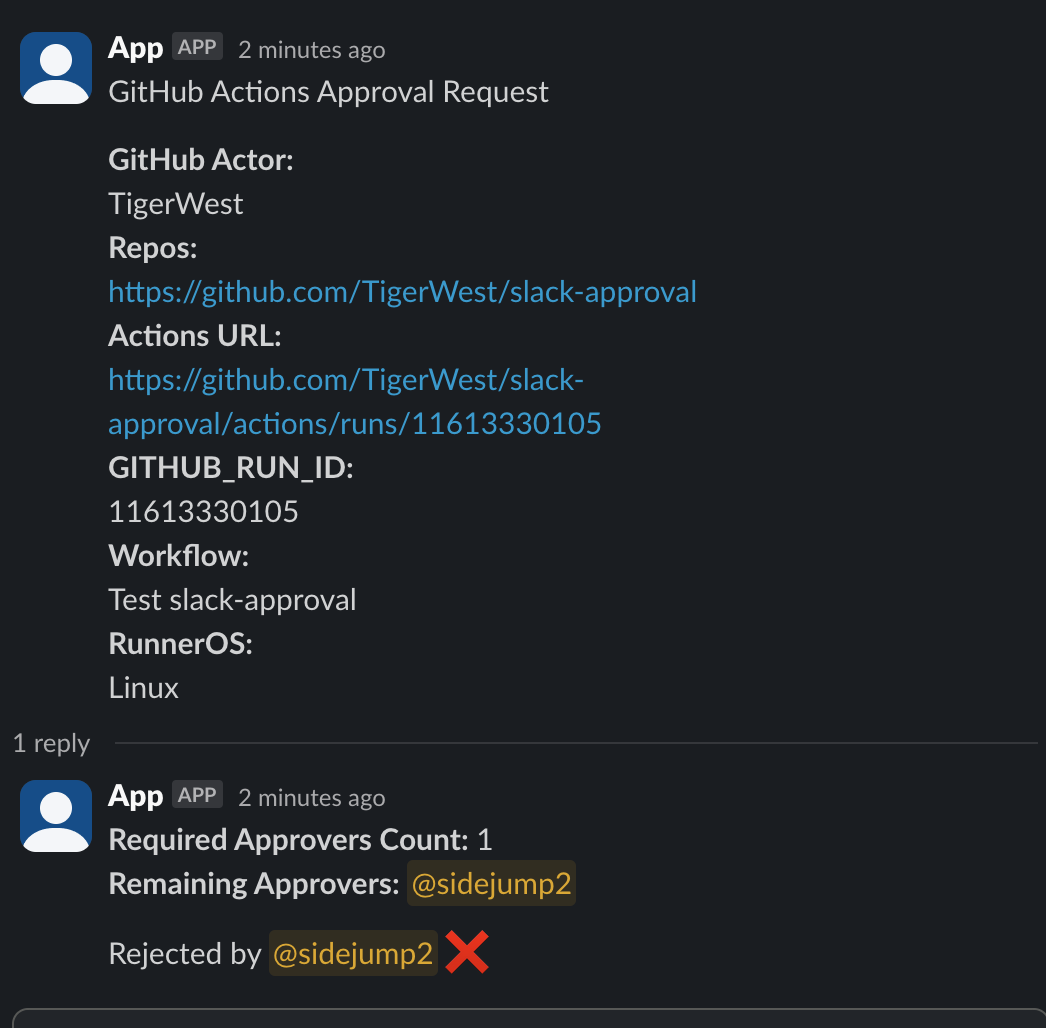 App APP 2 minutes ago
GitHub Actions Approval Request
GitHub Actor:
TigerWest
Repos:
https://github.com/TigerWest/slack-approval
Actions URL:
https://github.com/TigerWest/slack-
approval/actions/runs/11613330105
GITHUB_RUN_ID:
11613330105
Workflow:
Test slack-approval
RunnerOS:
Linux
1 reply
App APP 2 minutes ago
Required Approvers Count: 1
Remaining Approvers: @sidejump2
Rejected by @sidejump2 ❌